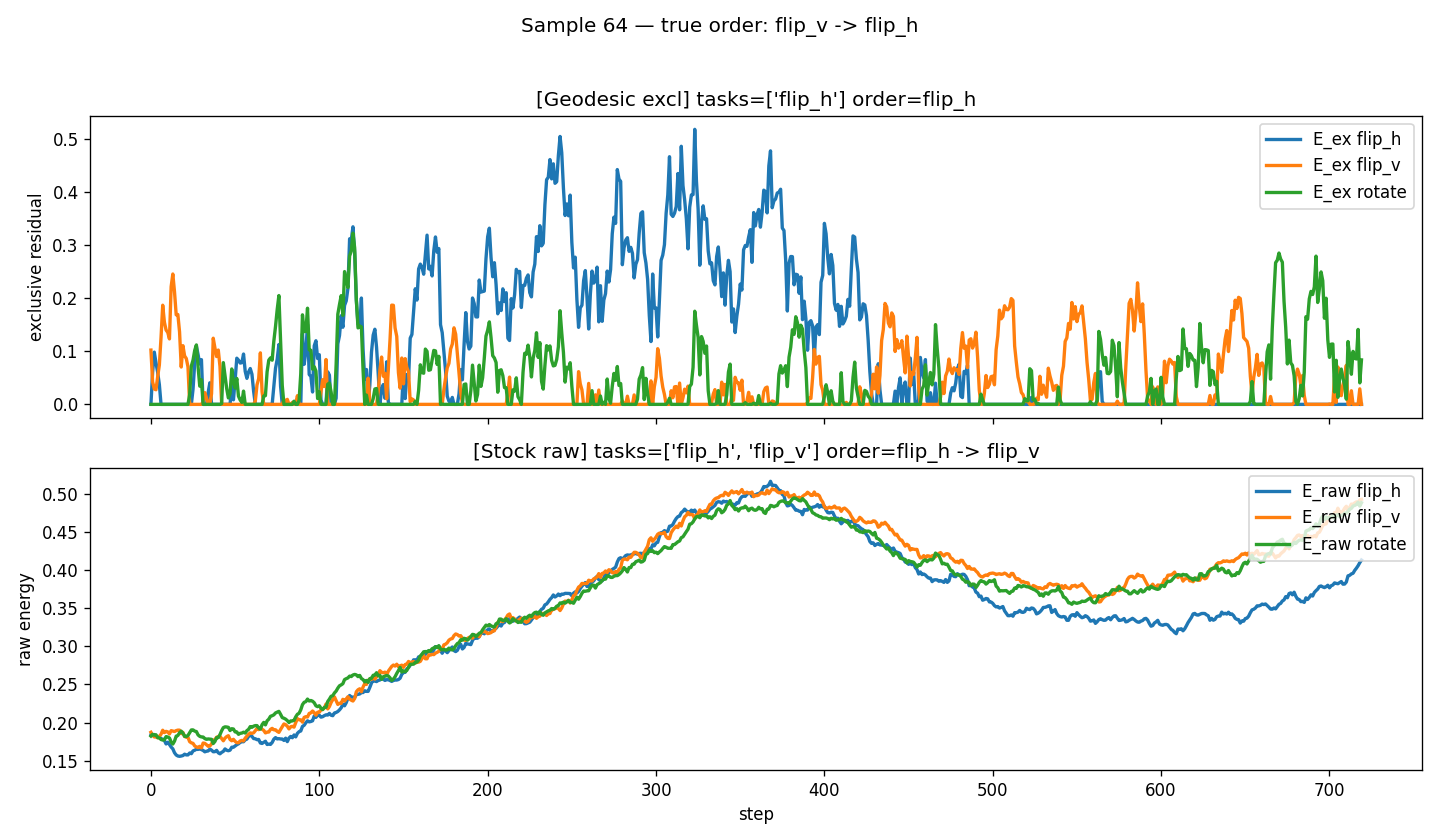 Sample 64 — true order: flip_v -> flip_h
[Geodesic excl] tasks=['flip_h'] order=flip_h
exclusive residual
0.5
0.4
0.3
0.2
0.1
0.0
E_ex flip_h
E_ex flip_v
E_ex rotate
[Stock raw] tasks=['flip_h', 'flip_v'] order=flip_h -> flip_v
raw energy
0.50
0.45
0.40
0.35
0.30
0.25
0.20
0.15
E_raw flip_h
E_raw flip_v
E_raw rotate
0 100 200 300 400 500 600 700
step